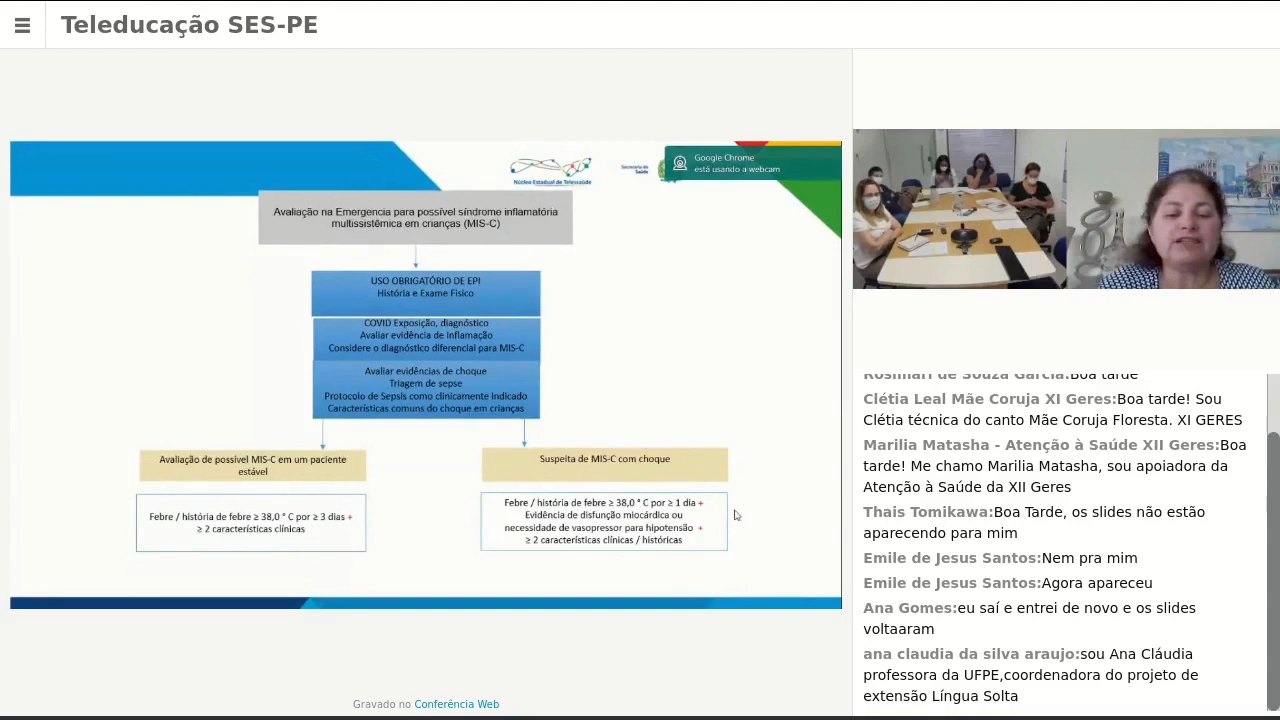 Teleducação SES-PE
Núcleo Estadual de Telessaúde
Secretaria de
Saúde
Google Chrome
está usando a webcam
Avaliação na Emergencia para possível síndrome inflamatória
multissistêmica em crianças (MIS-C)
USO OBRIGATÓRIO DE EPI
História e Exame Físico
COVID Exposição, diagnóstico
Avaliar evidência de inflamação
Considere o diagnóstico diferencial para MIS-C
Avaliar evidências de choque
Triagem de sepse
Protocolo de Sepsis como clinicamente indicado
Características comuns do choque em crianças
Avaliação de possível MIS-C em um paciente
estável
Suspeita de MIS-C com choque
Febre / história de febre ≥ 38,0 ° C por ≥ 3 dias +
≥ 2 características clínicas
Febre / história de febre ≥ 38,0 ° C por ≥ 1 dia +
Evidência de disfunção miocárdica ou
necessidade de vasopressor para hipotensão +
≥ 2 características clínicas / históricas
Gravado no Conferência Web
Rosimari de Souza Garcia:Boa tarde
Clétia Leal Mãe Coruja XI Geres:Boa tarde! Sou
Clétia técnica do canto Mãe Coruja Floresta. XI GERES
Marilia Matasha - Atenção à Saúde XII Geres:Boa
tarde! Me chamo Marilia Matasha, sou apoiadora da
Atenção à Saúde da XII Geres
Thais Tomikawa:Boa Tarde, os slides não estão
aparecendo para mim
Emile de Jesus Santos:Nem pra mim
Emile de Jesus Santos:Agora apareceu
Ana Gomes:eu saí e entrei de novo e os slides
voltaaram
ana claudia da silva araujo:sou Ana Cláudia
professora da UFPE,coordenadora do projeto de
extensão Língua Solta